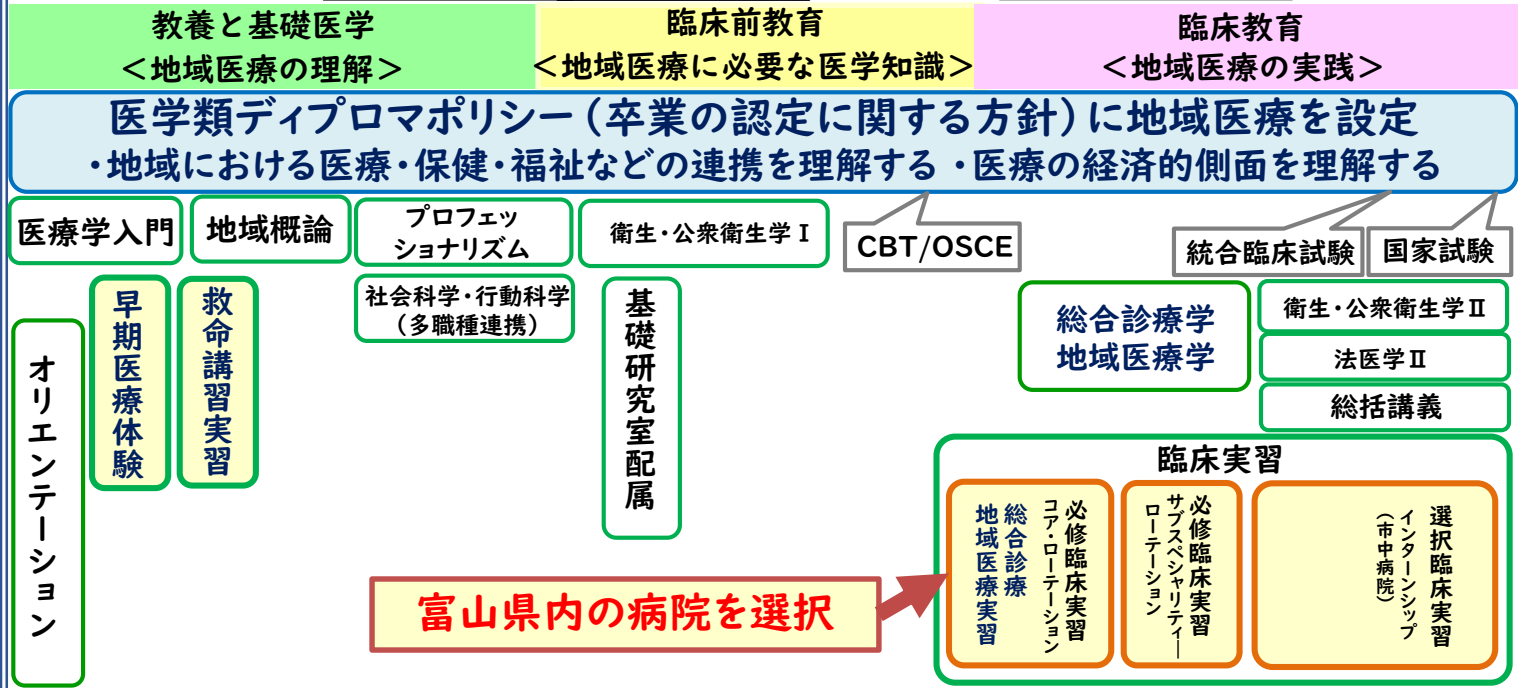 教養と基礎医学
＜地域医療の理解＞
臨床前教育
＜地域医療に必要な医学知識＞
臨床教育
＜地域医療の実践＞
医学類ディプロマポリシー（卒業の認定に関する方針）に地域医療を設定
・地域における医療・保健・福祉などの連携を理解する ・医療の経済的側面を理解する
医療学入門
地域概論
プロフェッ
ショナリズム
衛生・公衆衛生学Ⅰ
CBT/OSCE
統合臨床試験
国家試験
オリエンテーション
早期医療体験
救命講習実習
社会科学・行動科学
（多職種連携）
基礎研究室配属
総合診療学
地域医療学
衛生・公衆衛生学Ⅱ
法医学Ⅱ
総括講義
臨床実習
必修臨床実習
コア・ローテーション
総合診療
地域医療実習
必修臨床実習
サブスペシャリティー
ローテーション
選択臨床実習
インターンシップ
（市中病院）
富山県内の病院を選択